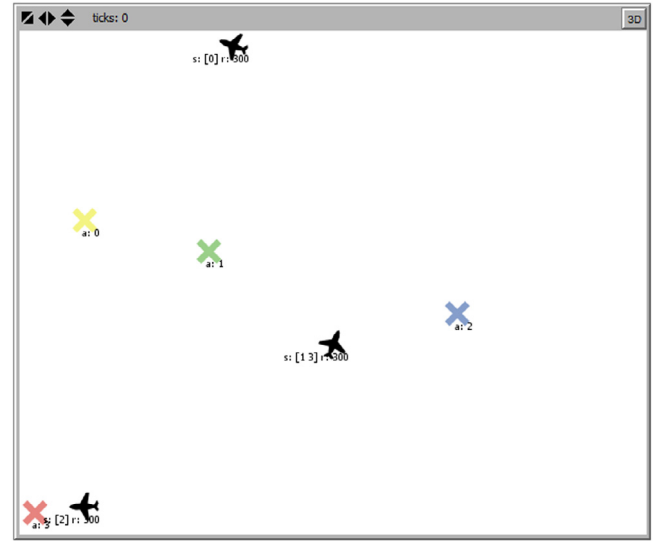 ticks: 0
3D
s: [0] r: 300
a: 0
a: 1
a: 2
s: [1 3] r: 300
s: [2] r: 300
a: 3